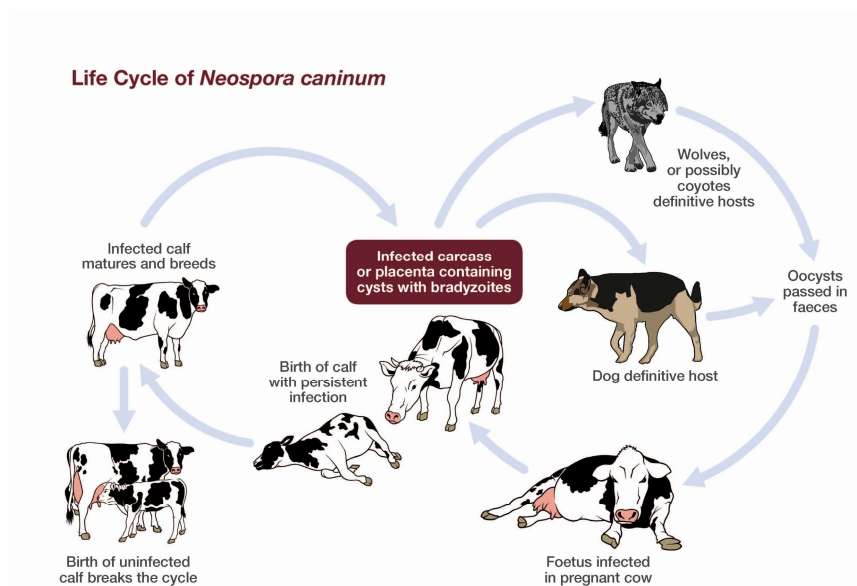 Life Cycle of Neospora caninum
Wolves,
or possibly
coyotes
definitive hosts
Infected calf
matures and breeds
Infected carcass
or placenta containing
cysts with bradyzoites
Oocysts
passed in
faeces
Birth of calf
with persistent
infection
Dog definitive host
Birth of uninfected
calf breaks the cycle
Foetus infected
in pregnant cow